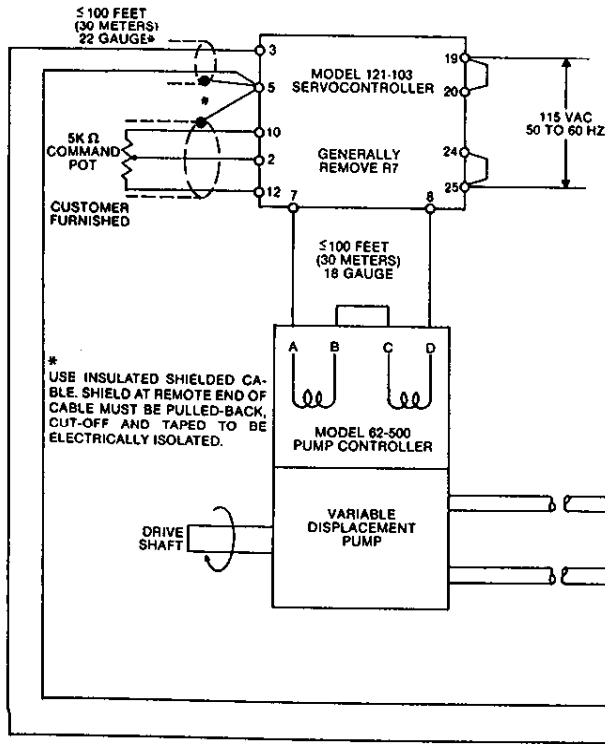 ≤100 FEET
(30 METERS)
22 GAUGE*
3
5
*
10
2
12
5K Ω
COMMAND
POT
CUSTOMER
FURNISHED
MODEL 121-103
SERVOCONTROLLER
GENERALLY
REMOVE R7
19
20
24
25
115 VAC
50 TO 60 HZ
7
8
≤100 FEET
(30 METERS)
18 GAUGE
A B C D
MODEL 62-500
PUMP CONTROLLER
*
USE INSULATED SHIELDED CA-
BLE. SHIELD AT REMOTE END OF
CABLE MUST BE PULLED-BACK,
CUT-OFF AND TAPED TO BE
ELECTRICALLY ISOLATED.
VARIABLE
DISPLACEMENT
PUMP
DRIVE
SHAFT